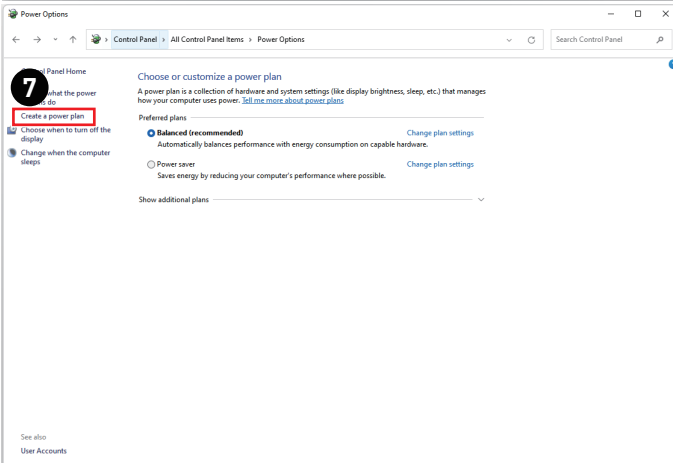 Power Options
Control Panel > All Control Panel Items > Power Options
Search Control Panel
7
Panel Home
what the power
do
Create a power plan
Choose when to turn off the
display
Change when the computer
sleeps
Choose or customize a power plan
A power plan is a collection of hardware and system settings (like display brightness, sleep, etc.) that manages
how your computer uses power. Tell me more about power plans
Preferred plans
Balanced (recommended) Change plan settings
Automatically balances performance with energy consumption on capable hardware.
Power saver Change plan settings
Saves energy by reducing your computer's performance where possible.
Show additional plans
See also
User Accounts